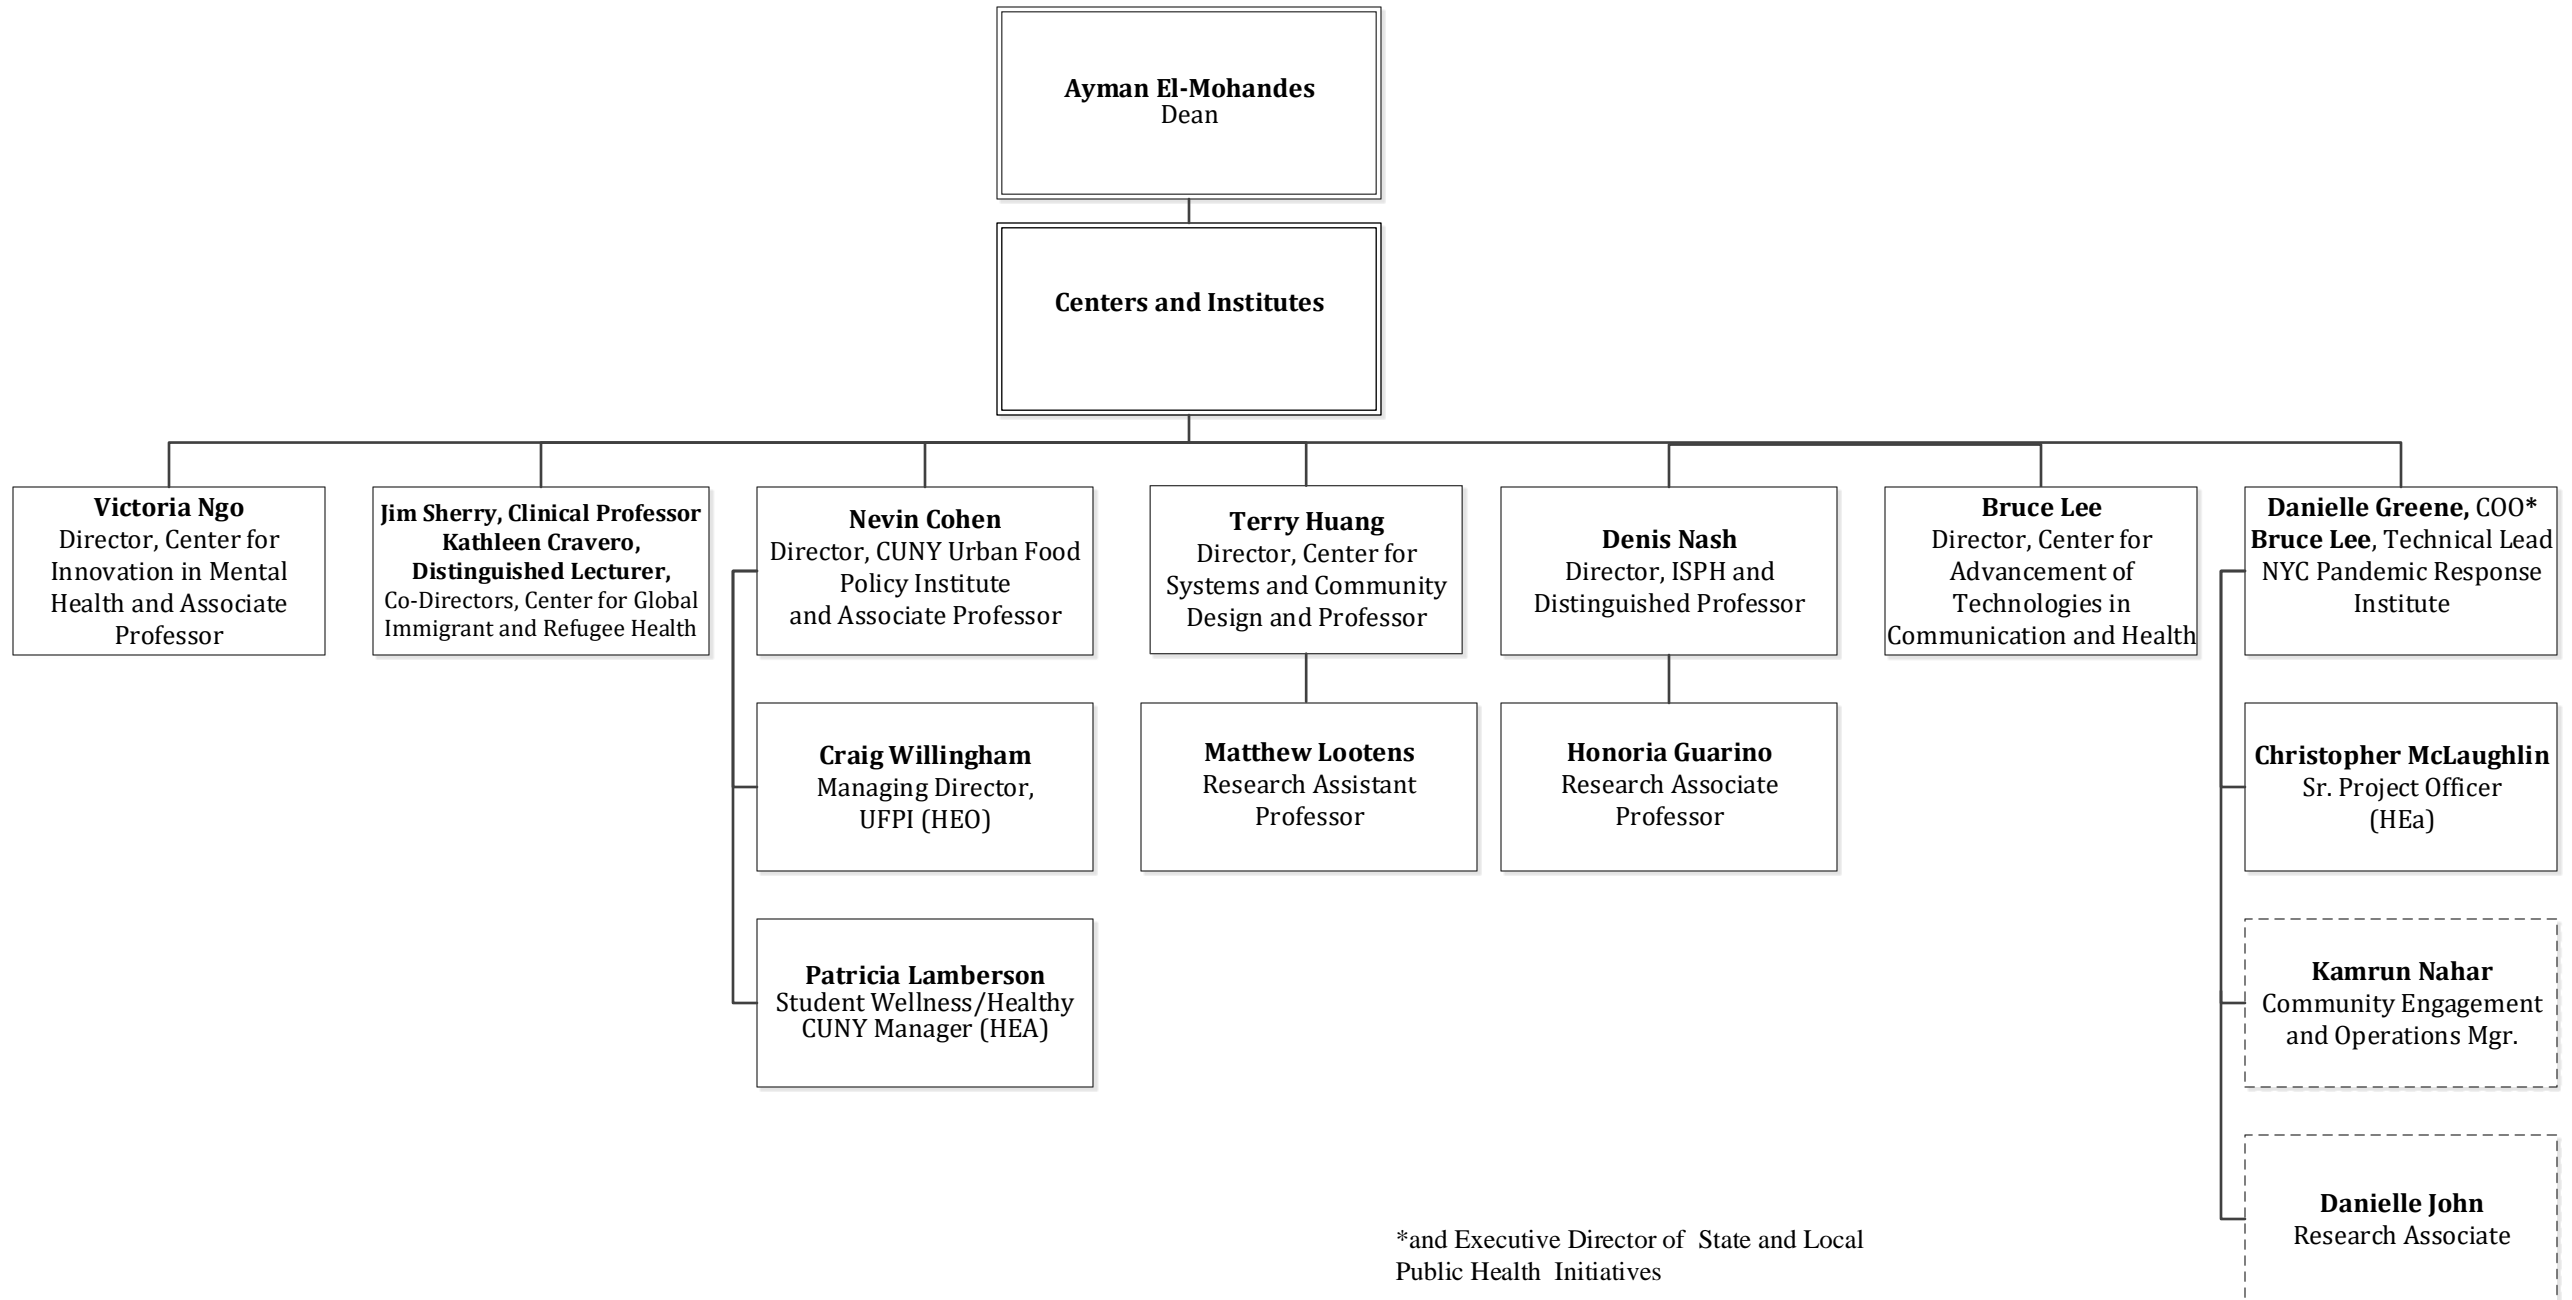 Ayman El-Mohandes
Dean
Centers and Institutes
Victoria Ngo
Director, Center for
Innovation in Mental
Health and Associate
Professor
Jim Sherry, Clinical Professor
Kathleen Cravero,
Distinguished Lecturer,
Co-Directors, Center for Global
Immigrant and Refugee Health
Nevin Cohen
Director, CUNY Urban Food
Policy Institute
and Associate Professor
Terry Huang
Director, Center for
Systems and Community
Design and Professor
Denis Nash
Director, ISPH and
Distinguished Professor
Bruce Lee
Director, Center for
Advancement of
Technologies in
Communication and Health
Danielle Greene, COO*
Bruce Lee, Technical Lead
NYC Pandemic Response
Institute
Craig Willingham
Managing Director,
UFPI (HEO)
Matthew Lootens
Research Assistant
Professor
Honoria Guarino
Research Associate
Professor
Christopher McLaughlin
Sr. Project Officer
(HEa)
Patricia Lamberson
Student Wellness/Healthy
CUNY Manager (HEA)
Kamrun Nahar
Community Engagement
and Operations Mgr.
Danielle John
Research Associate
*and Executive Director of State and Local
Public Health Initiatives